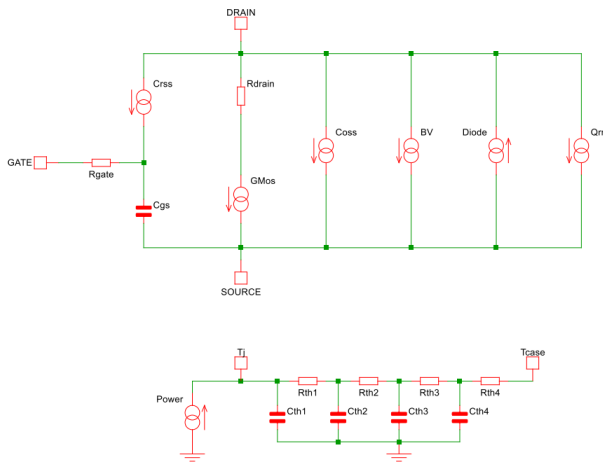 DRAIN
Crss
Rdrain
Coss
BV
Diode
Qrr
GATE
Rgate
GMos
Cgs
SOURCE
Tj
Tcase
Rth1
Rth2
Rth3
Rth4
Power
Cth1
Cth2
Cth3
Cth4